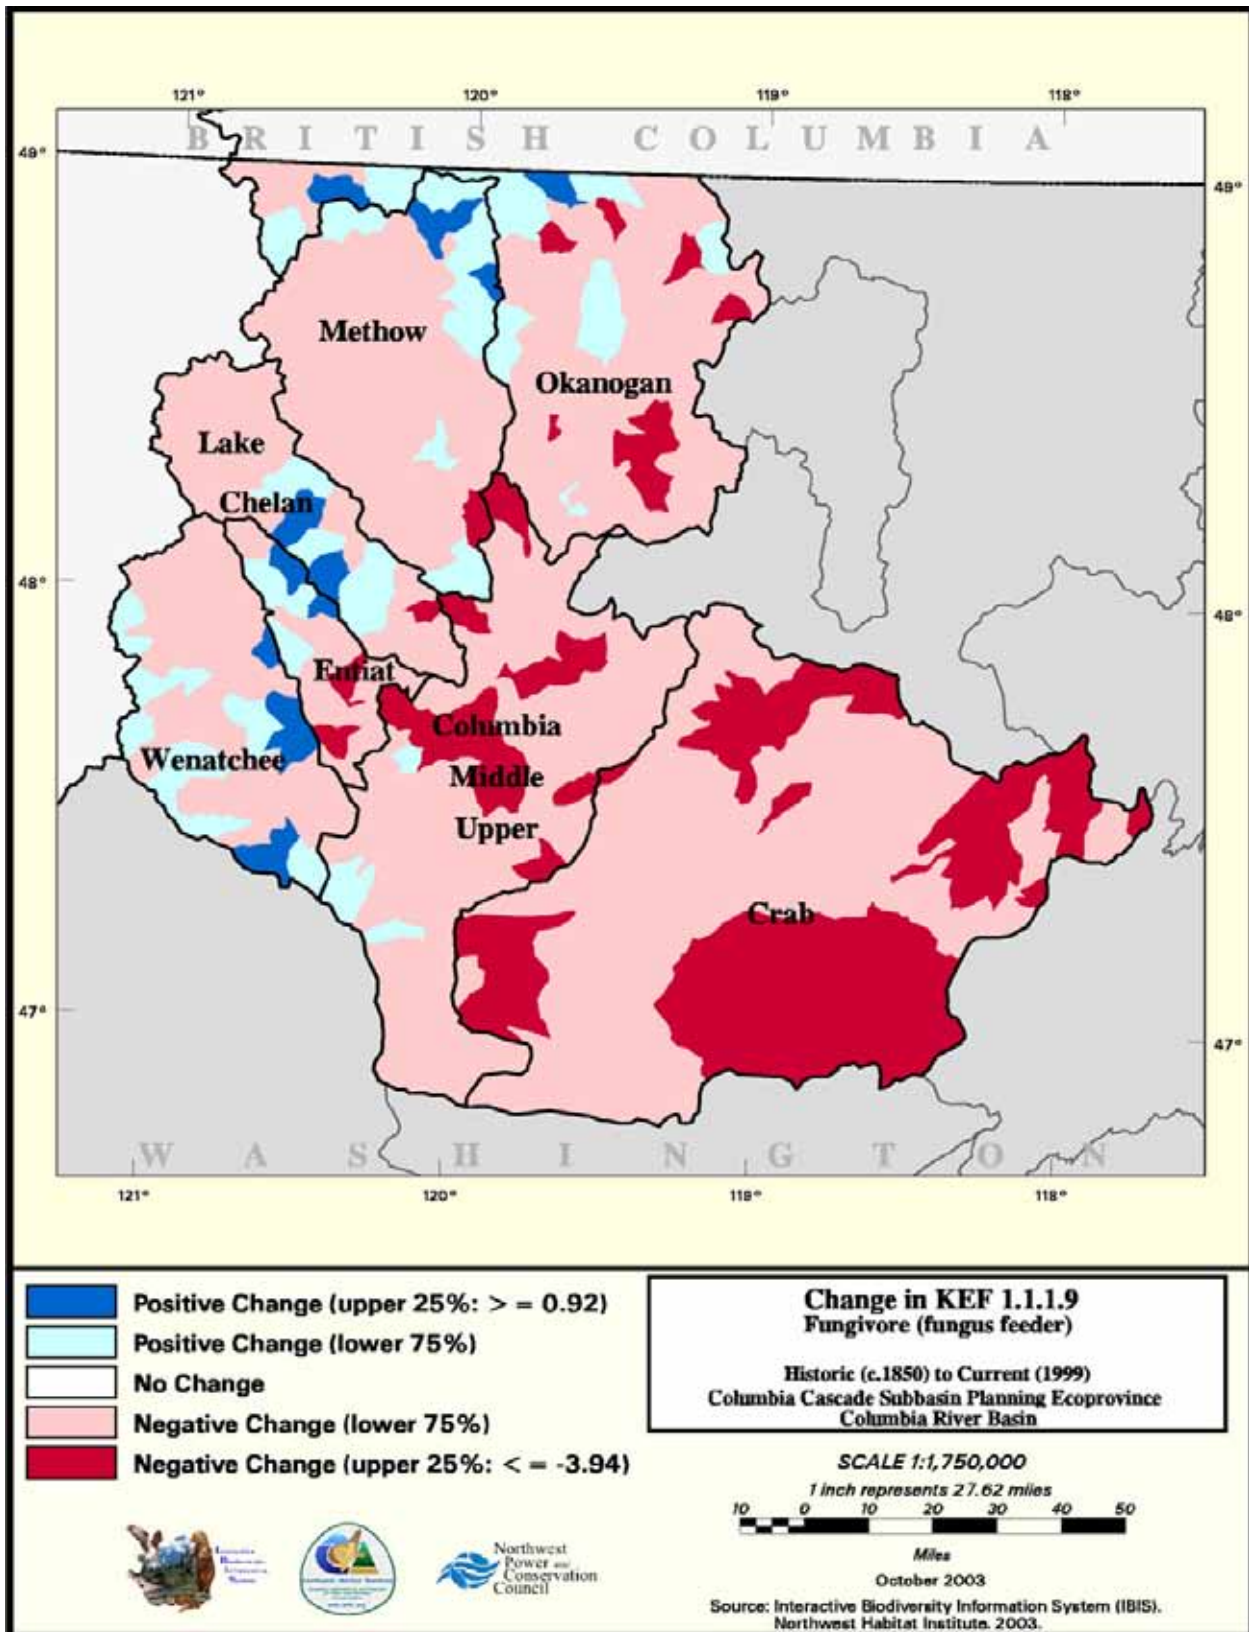 121° 120° 119° 118°
BRITISH COLUMBIA
49° 49°
Methow
Okanogan
Lake
Chelan
48° 48°
Entiat
Columbia
Wenatchee
Middle
Upper
Crab
47° 47°
WASHINGTON
121° 120° 118° 118°
Positive Change (upper 25%: > = 0.92)
Positive Change (lower 75%)
No Change
Negative Change (lower 75%)
Negative Change (upper 25%: < = -3.94)
Change in KEF 1.1.1.9
Fungivore (fungus feeder)
Historic (c.1850) to Current (1999)
Columbia Cascade Subbasin Planning Ecoprovince
Columbia River Basin
SCALE 1:1,750,000
1 inch represents 27.62 miles
10 0 10 20 30 40 50
Miles
October 2003
Source: Interactive Biodiversity Information System (IBIS).
Northwest Habitat Institute. 2003.
Northwest
Power and
Conservation
Council